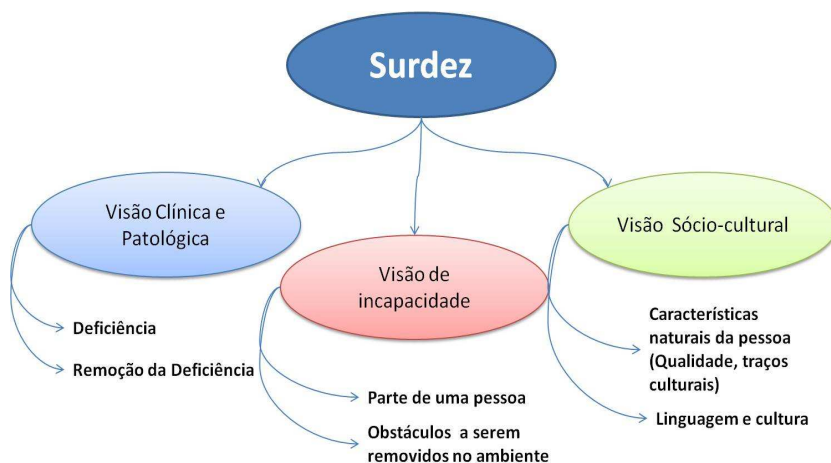 Surdez
Visão Clínica e
Patológica
Deficiência
Remoção da Deficiência
Visão de
incapacidade
Parte de uma pessoa
Obstáculos a serem
removidos no ambiente
Visão Sócio-cultural
Características
naturais da pessoa
(Qualidade, traços
culturais)
Linguagem e cultura